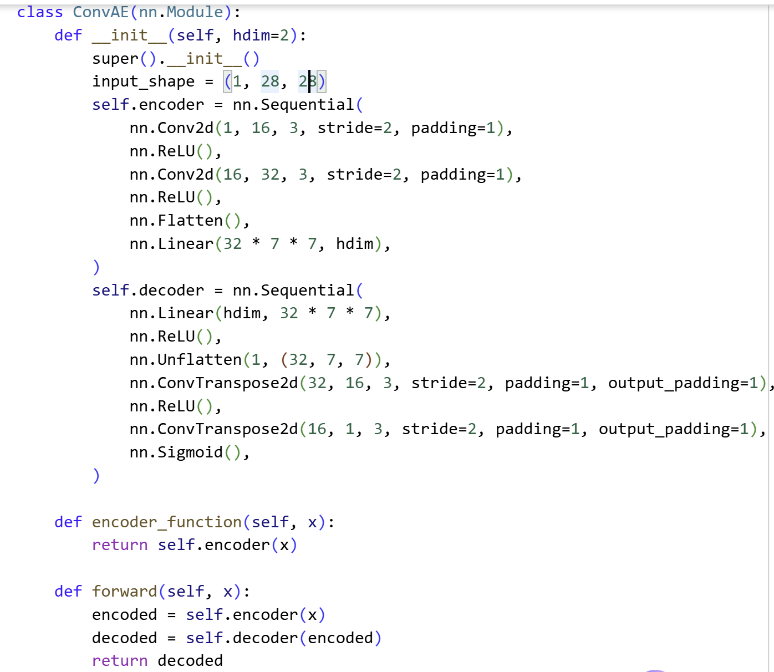 class ConvAE(nn.Module):
    def __init__(self, hdim=2):
        super().__init__()
        input_shape = (1, 28, 28)
        self.encoder = nn.Sequential(
            nn.Conv2d(1, 16, 3, stride=2, padding=1),
            nn.ReLU(),
            nn.Conv2d(16, 32, 3, stride=2, padding=1),
            nn.ReLU(),
            nn.Flatten(),
            nn.Linear(32 * 7 * 7, hdim),
        )
        self.decoder = nn.Sequential(
            nn.Linear(hdim, 32 * 7 * 7),
            nn.ReLU(),
            nn.Unflatten(1, (32, 7, 7)),
            nn.ConvTranspose2d(32, 16, 3, stride=2, padding=1, output_padding=1),
            nn.ReLU(),
            nn.ConvTranspose2d(16, 1, 3, stride=2, padding=1, output_padding=1),
            nn.Sigmoid(),
        )

    def encoder_function(self, x):
        return self.encoder(x)

    def forward(self, x):
        encoded = self.encoder(x)
        decoded = self.decoder(encoded)
        return decoded